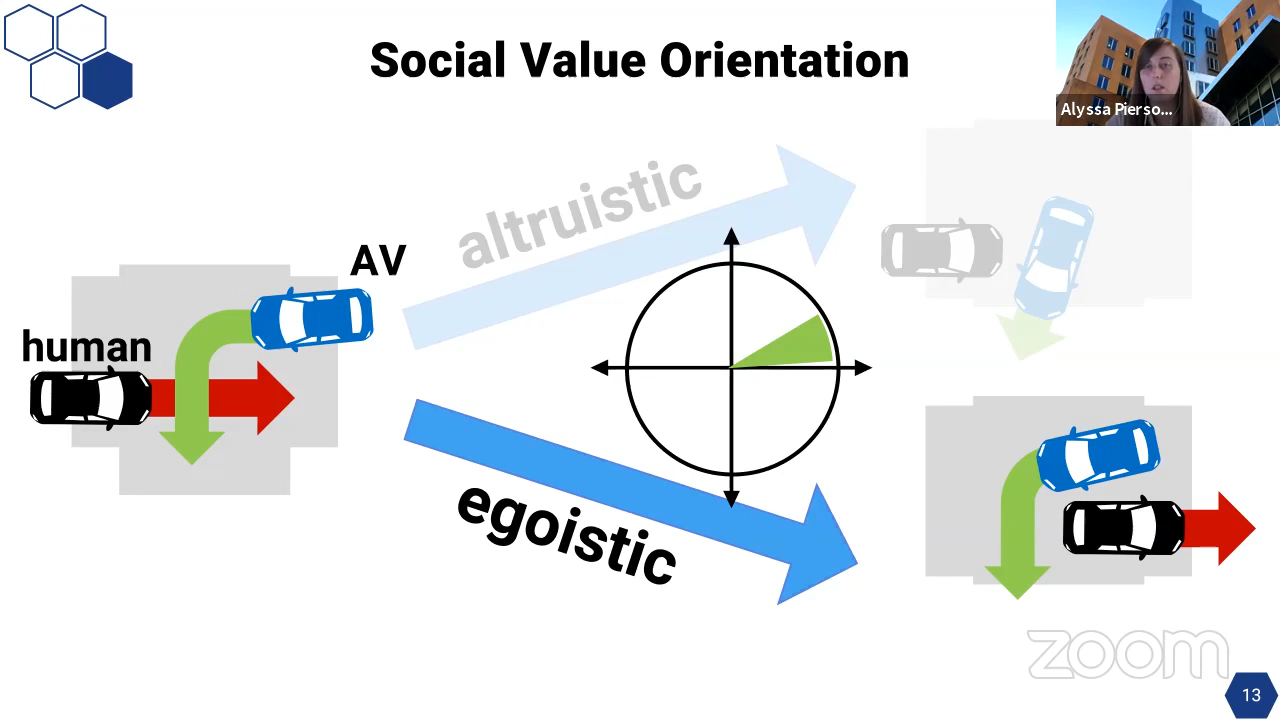 Social Value Orientation
Alyssa Pierso...
altruistic
AV
human
egoistic
zoom
13